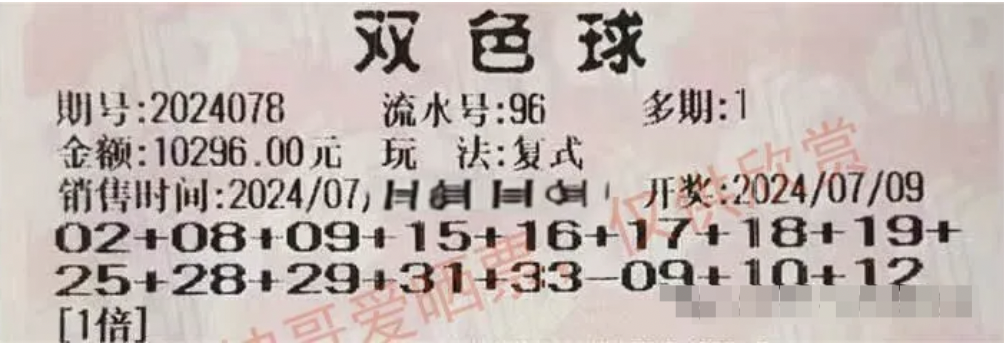 双色球
期号:2024078 流水号:96 多期:1
金额:10296.00元 玩 法:复式
销售时间:2024/07/ 开奖:2024/07/09
02+08+09+15+16+17+18+19+
25+28+29+31+33-09+10+12
[1倍]
哥爱晒票,仅供欣赏